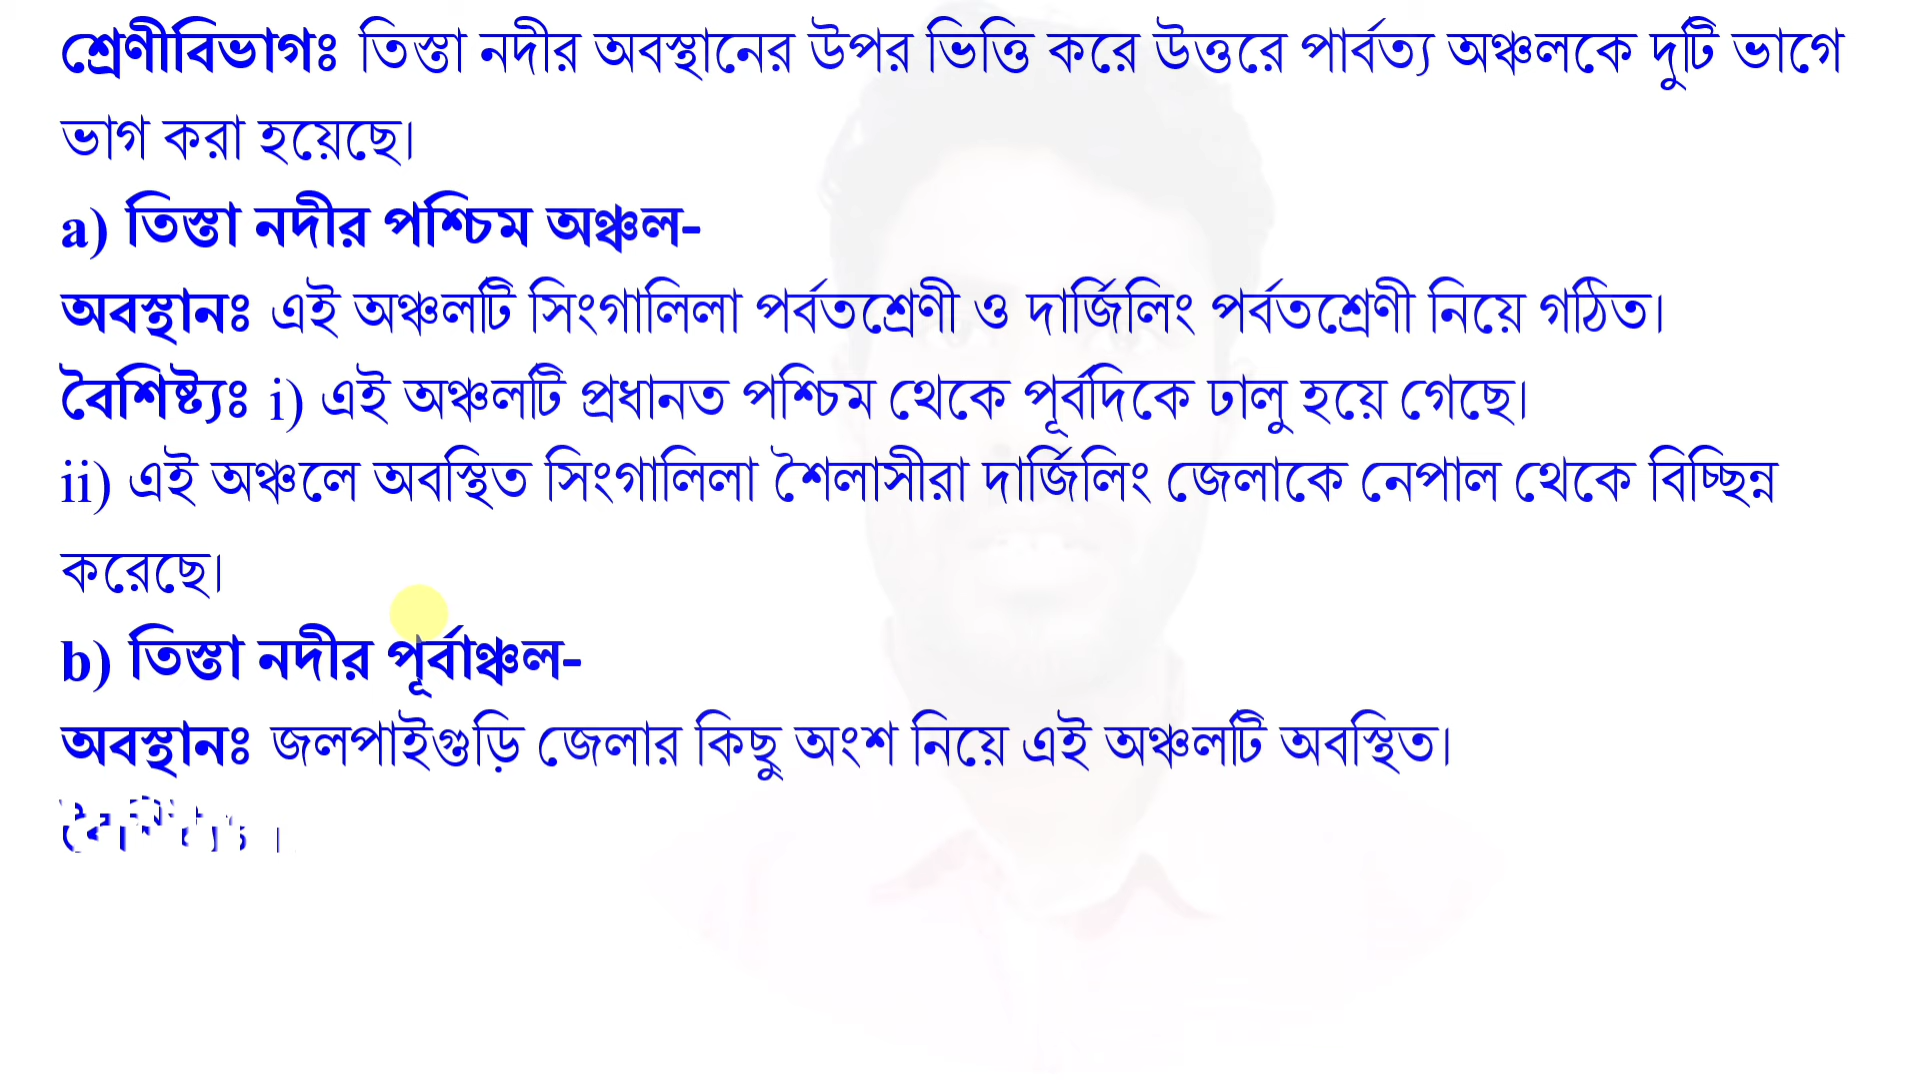 শ্রেণীবিভাগঃ তিস্তা নদীর অবস্থানের উপর ভিত্তি করে উত্তরে পার্বত্য অঞ্চলকে দুটি ভাগে
ভাগ করা হয়েছে।
a) তিস্তা নদীর পশ্চিম অঞ্চল-
অবস্থানঃ এই অঞ্চলটি সিংগালিলা পর্বতশ্রেণী ও দার্জিলিং পর্বতশ্রেণী নিয়ে গঠিত।
বৈশিষ্ট্যঃ i) এই অঞ্চলটি প্রধানত পশ্চিম থেকে পূর্বদিকে ঢালু হয়ে গেছে।
ii) এই অঞ্চলে অবস্থিত সিংগালিলা শৈলাসীরা দার্জিলিং জেলাকে নেপাল থেকে বিচ্ছিন্ন
করেছে।
b) তিস্তা নদীর পূর্বাঞ্চল-
অবস্থানঃ জলপাইগুড়ি জেলার কিছু অংশ নিয়ে এই অঞ্চলটি অবস্থিত।